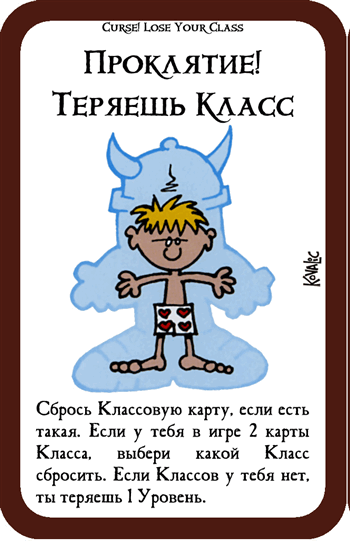 Curse! Lose Your Class
Проклятие!
Теряешь Класс
Kovalic
Сбрось Классовую карту, если есть
такая. Если у тебя в игре 2 карты
Класса, выбери какой Класс
сбросить. Если Классов у тебя нет,
ты теряешь 1 Уровень.